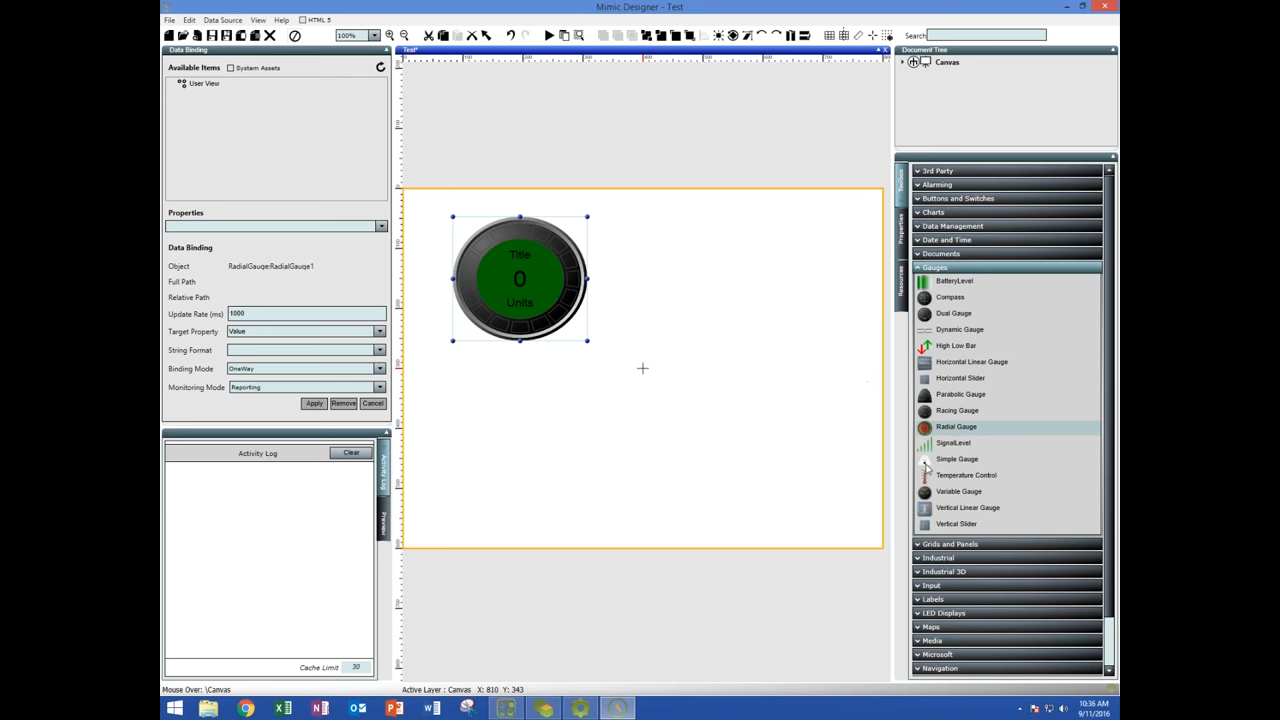 Mimic Designer - Test
File Edit Data Source View Help HTML 5
100%
Search
Data Binding
Available Items System Assets
User View
Properties
Data Binding
Object RadialGauge:RadialGauge1
Full Path
Relative Path
Update Rate (ms) 1000
Target Property Value
String Format
Binding Mode OneWay
Monitoring Mode Reporting
Apply Remove Cancel
Activity Log Clear
Activity Log
Preview
Cache Limit 30
Mouse Over: \Canvas
Test*
Title
0
Units
Active Layer : Canvas X: 810 Y: 343
Document Tree
Canvas
Toolbox
Properties
Resources
3rd Party
Alarming
Buttons and Switches
Charts
Data Management
Date and Time
Documents
Gauges
BatteryLevel
Compass
Dual Gauge
Dynamic Gauge
High Low Bar
Horizontal Linear Gauge
Horizontal Slider
Parabolic Gauge
Racing Gauge
Radial Gauge
SignalLevel
Simple Gauge
Temperature Control
Variable Gauge
Vertical Linear Gauge
Vertical Slider
Grids and Panels
Industrial
Industrial 3D
Input
Labels
LED Displays
Maps
Media
Microsoft
Navigation
10:36 AM
9/11/2016